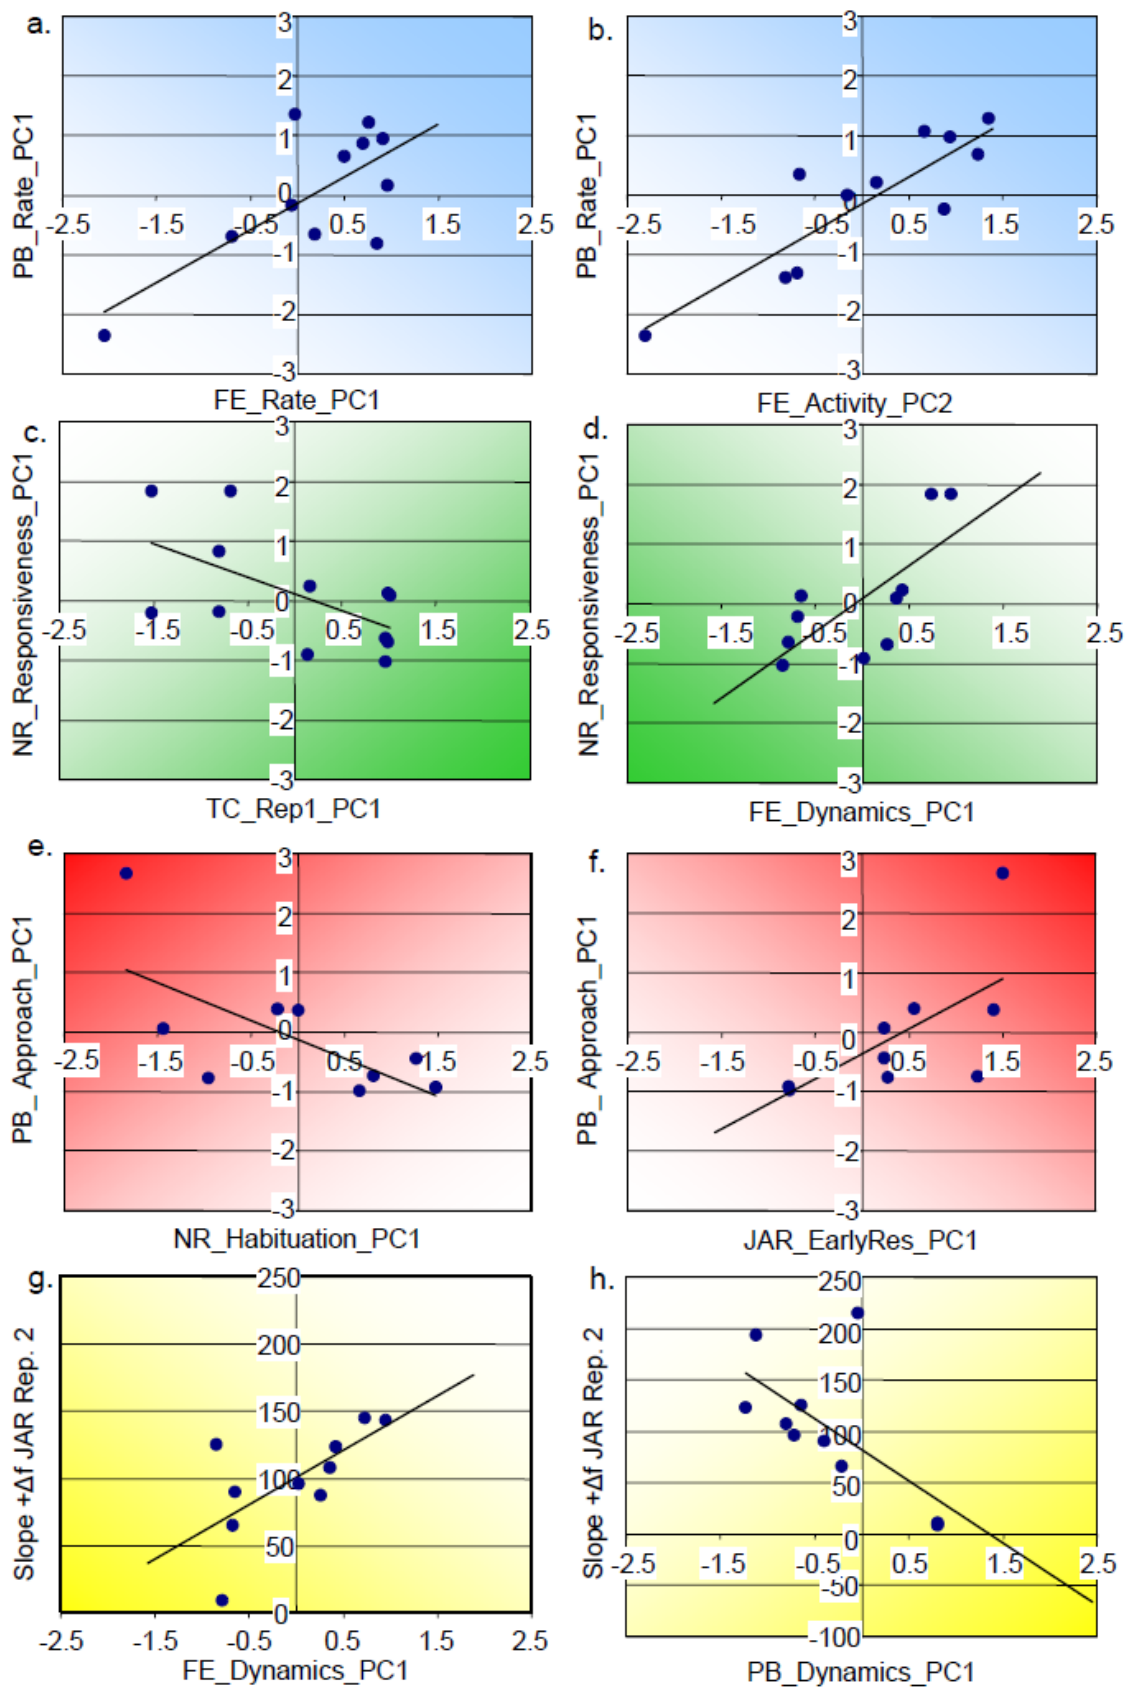 a.
3
2
1
0
-1
-2
-3
-2.5 -1.5 -0.5 0.5 1.5 2.5
PB_Rate_PC1
FE_Rate_PC1
b.
3
2
1
0
-1
-2
-3
-2.5 -1.5 -0.5 0.5 1.5 2.5
PB_Rate_PC1
FE_Activity_PC2
c.
3
2
1
0
-1
-2
-3
-2.5 -1.5 -0.5 0.5 1.5 2.5
NR_Responsiveness_PC1
TC_Rep1_PC1
d.
3
2
1
0
-1
-2
-3
-2.5 -1.5 -0.5 0.5 1.5 2.5
NR_Responsiveness_PC1
FE_Dynamics_PC1
e.
3
2
1
0
-1
-2
-3
-2.5 -1.5 -0.5 0.5 1.5 2.5
PB_ Approach_PC1
NR_Habituation_PC1
f.
3
2
1
0
-1
-2
-3
-2.5 -1.5 -0.5 0.5 1.5 2.5
PB_ Approach_PC1
JAR_EarlyRes_PC1
g.
250
200
150
100
50
0
-2.5 -1.5 -0.5 0.5 1.5 2.5
Slope +Δf JAR Rep. 2
FE_Dynamics_PC1
h.
250
200
150
100
50
0
-50
-100
-2.5 -1.5 -0.5 0.5 1.5 2.5
Slope +Δf JAR Rep. 2
PB_Dynamics_PC1